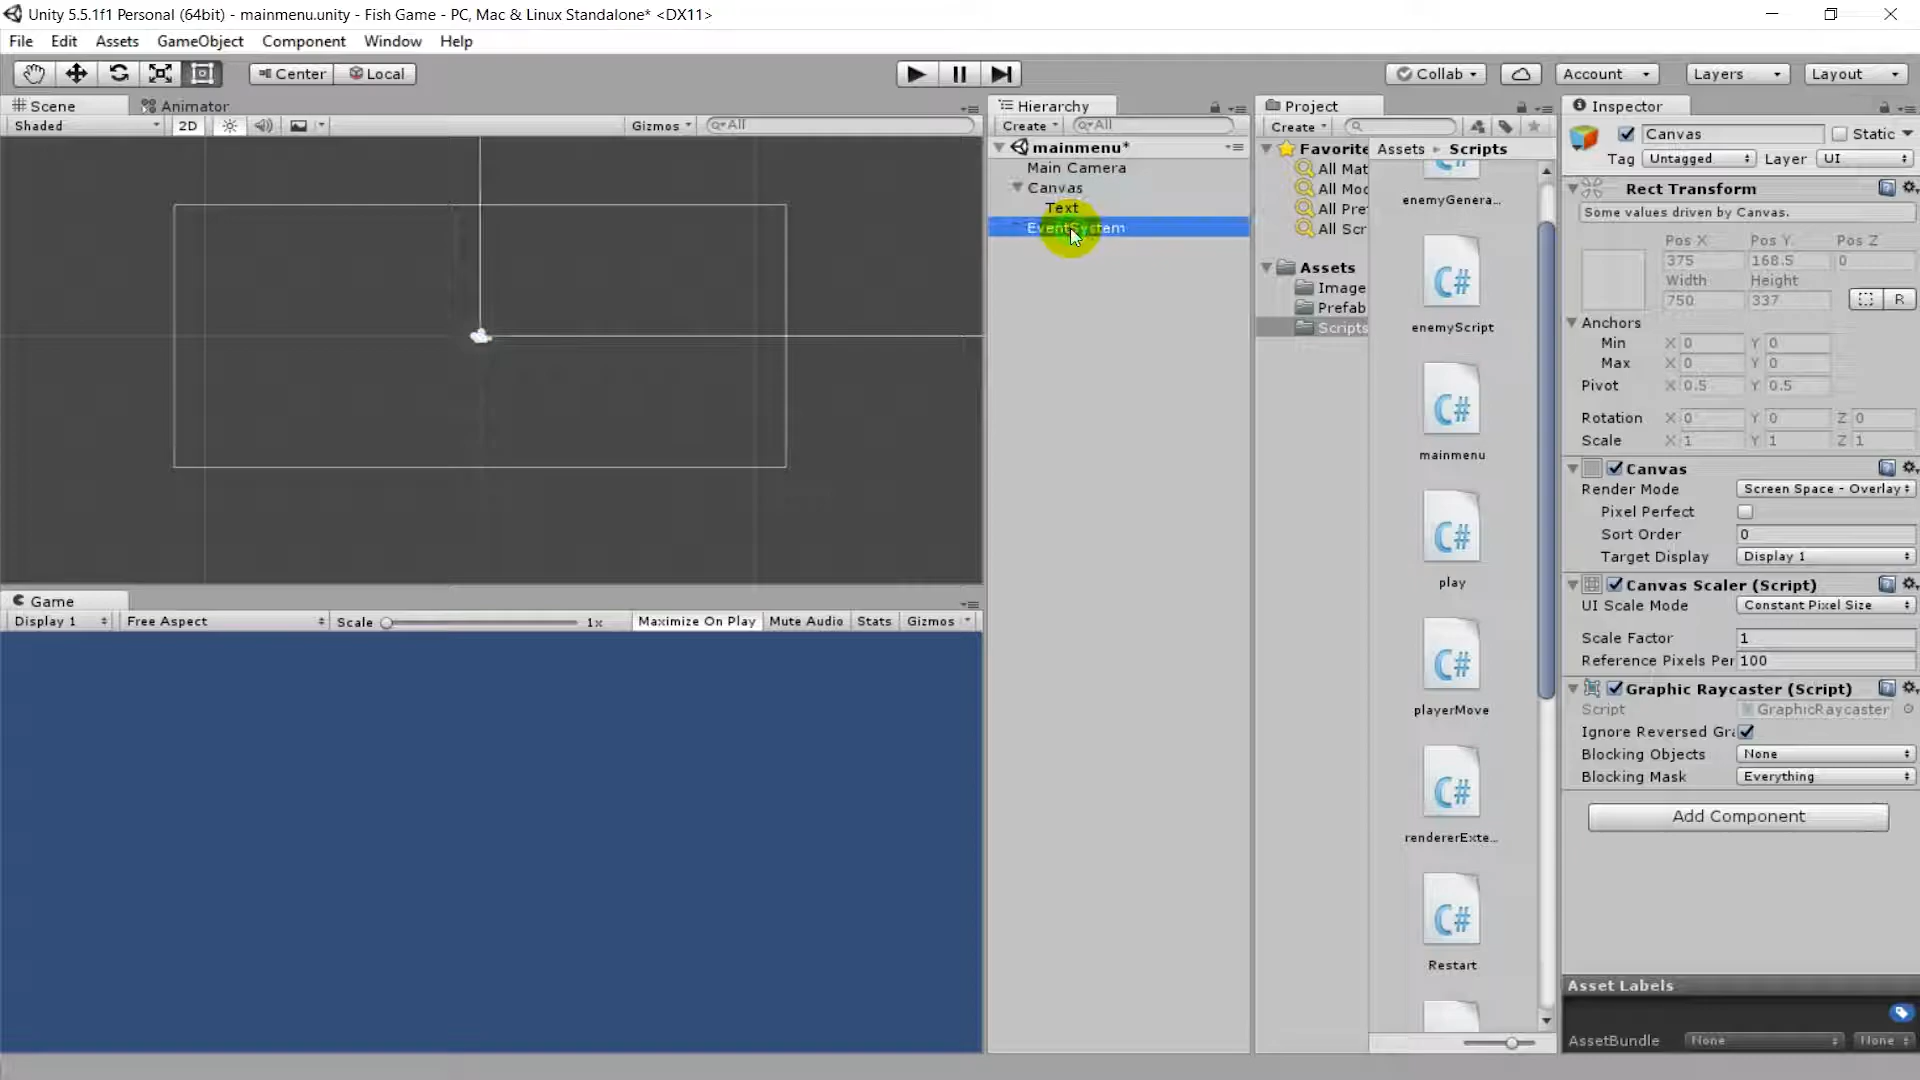 Unity 5.5.1f1 Personal (64bit) - mainmenu.unity - Fish Game - PC, Mac & Linux Standalone* <DX11>
File Edit Assets GameObject Component Window Help
Center Local Collab Account Layers Layout
Scene Animator
Shaded 2D Gizmos All
Hierarchy
Create All
mainmenu*
Main Camera
Canvas
Text
EventSystem
Project
Create
Favorite
All Mat
All Moc
All Pre
All Scr
Assets
Image
Prefab
Scripts
Assets Scripts
enemyGenera...
enemyScript
mainmenu
play
playerMove
rendererExte...
Restart
Inspector
Canvas Static
Tag Untagged Layer UI
Rect Transform
Some values driven by Canvas.
Pos X Pos Y Pos Z
375 168.5 0
Width Height
750 337
R
Anchors
Min X 0 Y 0
Max X 0 Y 0
Pivot X 0.5 Y 0.5
Rotation X 0 Y 0 Z 0
Scale X 1 Y 1 Z 1
Canvas
Render Mode Screen Space - Overlay
Pixel Perfect
Sort Order 0
Target Display Display 1
Canvas Scaler (Script)
UI Scale Mode Constant Pixel Size
Scale Factor 1
Reference Pixels Per 100
Graphic Raycaster (Script)
Script GraphicRaycaster
Ignore Reversed Gra
Blocking Objects None
Blocking Mask Everything
Add Component
Asset Labels
AssetBundle None None
Game
Display 1 Free Aspect Scale 1x Maximize On Play Mute Audio Stats Gizmos